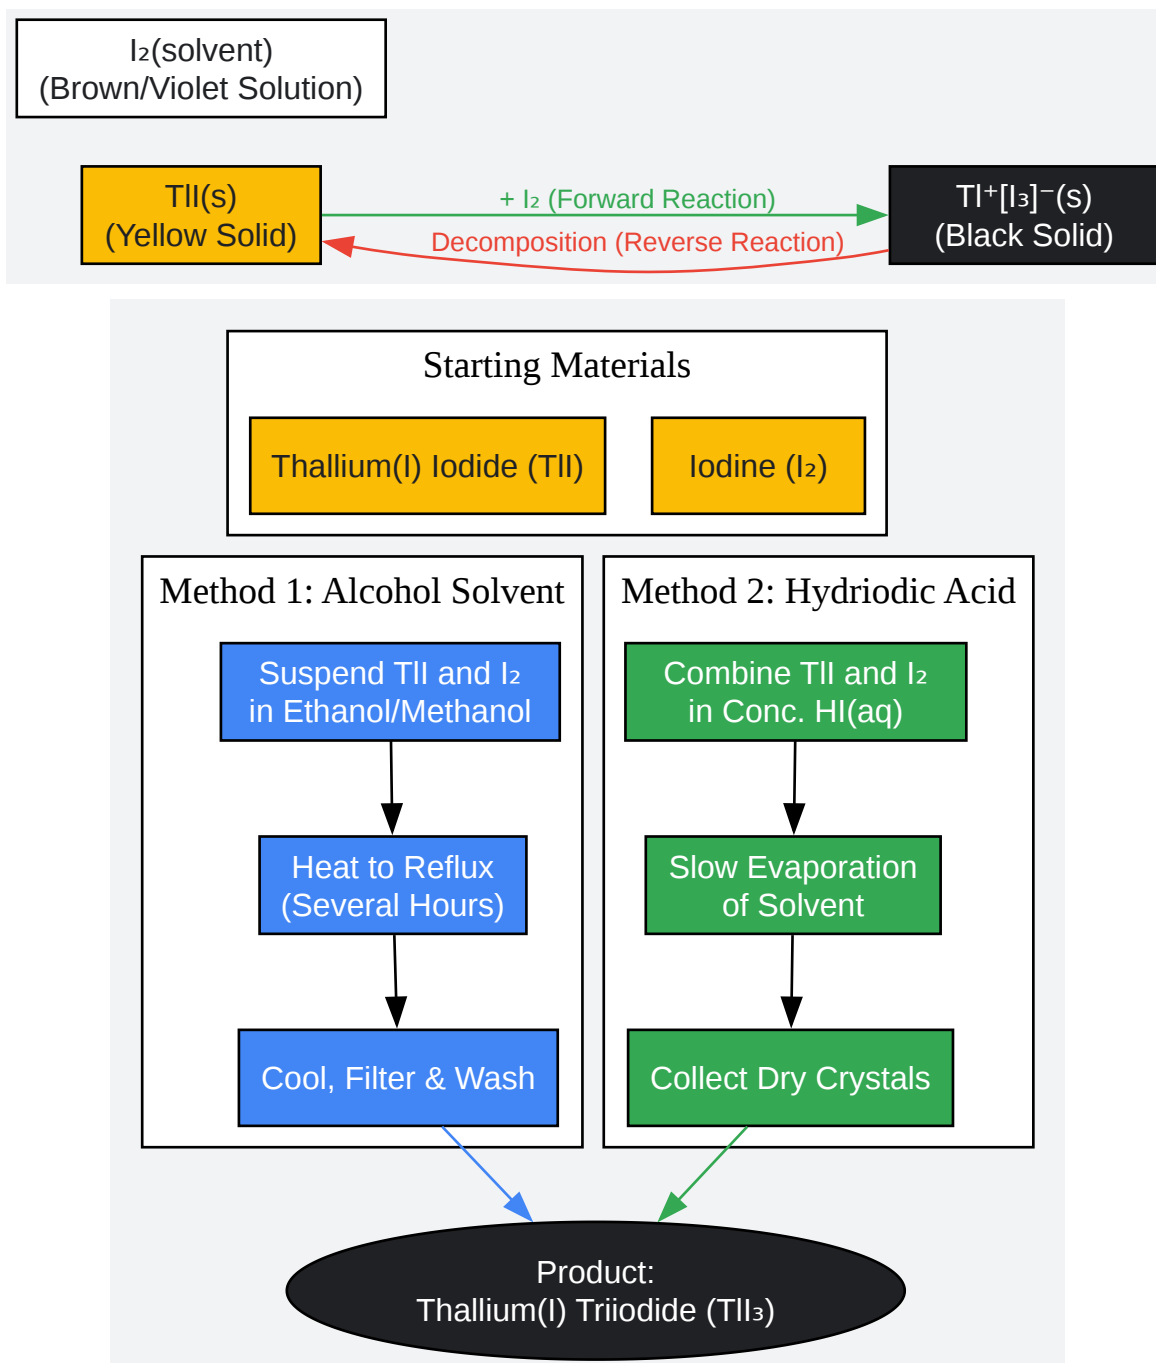 I₂(solvent)
(Brown/Violet Solution)
TlI(s)
(Yellow Solid)
+ I₂ (Forward Reaction)
Decomposition (Reverse Reaction)
Tl⁺[I₃]⁻(s)
(Black Solid)
Starting Materials
Thallium(I) Iodide (TlI)
Iodine (I₂)
Method 1: Alcohol Solvent
Suspend TlI and I₂
in Ethanol/Methanol
Heat to Reflux
(Several Hours)
Cool, Filter & Wash
Method 2: Hydriodic Acid
Combine TlI and I₂
in Conc. HI(aq)
Slow Evaporation
of Solvent
Collect Dry Crystals
Product:
Thallium(I) Triiodide (TlI₃)